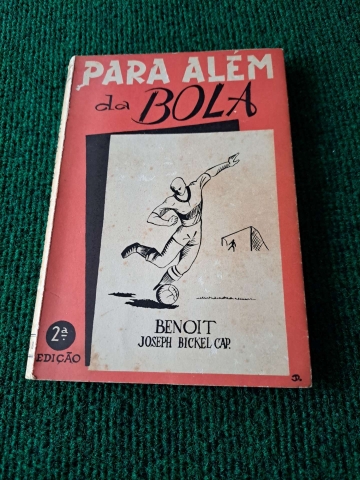 PARA ALÉM
da BOLA
BENOIT
JOSEPH BICKEL CAP.
2ª
EDIÇÃO